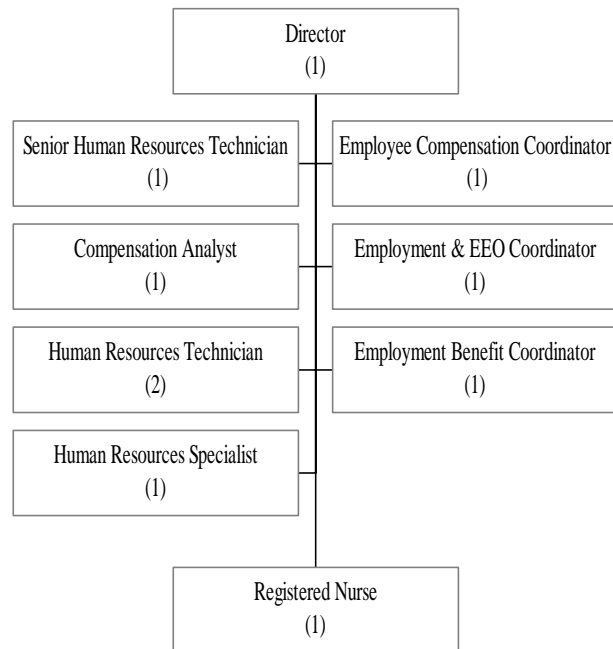 Director
(1)
Senior Human Resources Technician
(1)
Employee Compensation Coordinator
(1)
Compensation Analyst
(1)
Employment & EEO Coordinator
(1)
Human Resources Technician
(2)
Employment Benefit Coordinator
(1)
Human Resources Specialist
(1)
Registered Nurse
(1)